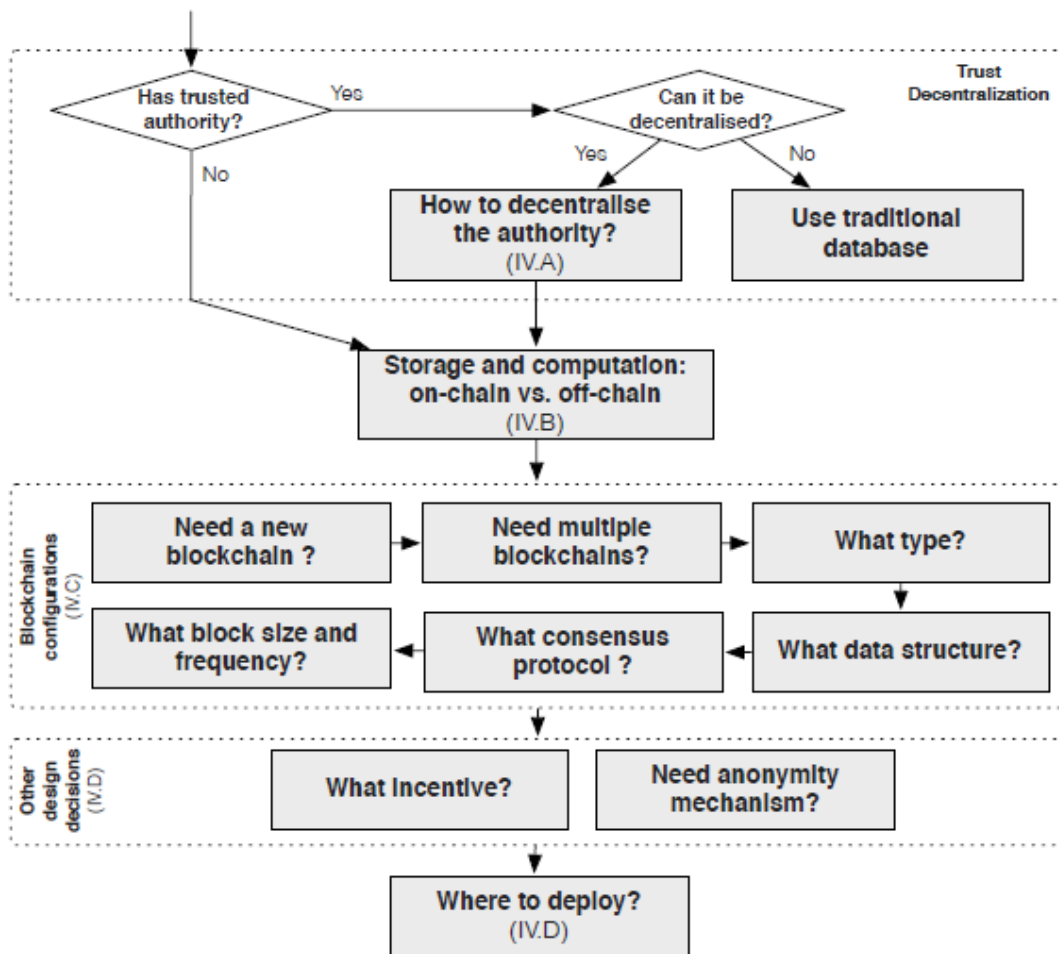 Trust
Decentralization
Has trusted
authority?
Yes
Can it be
decentralised?
No
Yes
No
How to decentralise
the authority?
(IV.A)
Use traditional
database
Storage and computation:
on-chain vs. off-chain
(IV.B)
Blockchain
configurations
(IV.C)
Need a new
blockchain ?
Need multiple
blockchains?
What type?
What block size and
frequency?
What consensus
protocol ?
What data structure?
Other
design
decisions
(IV.D)
What incentive?
Need anonymity
mechanism?
Where to deploy?
(IV.D)